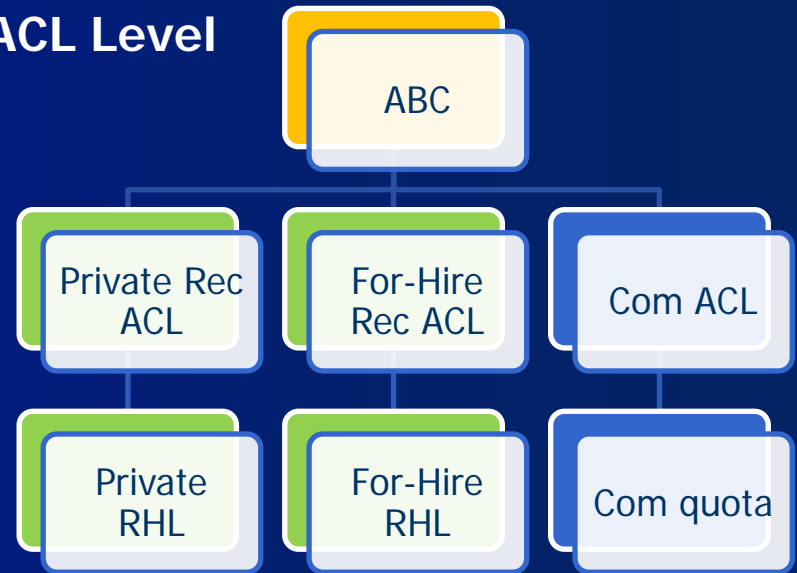 ACL Level
ABC
Private Rec
ACL
For-Hire
Rec ACL
Com ACL
Private
RHL
For-Hire
RHL
Com quota